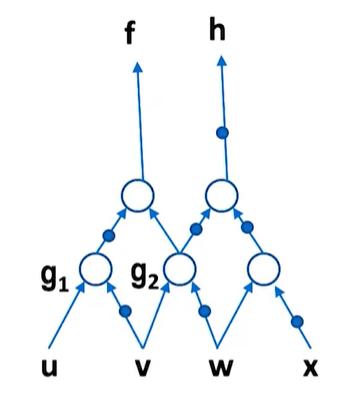 f h
g₁ g₂
u v w x